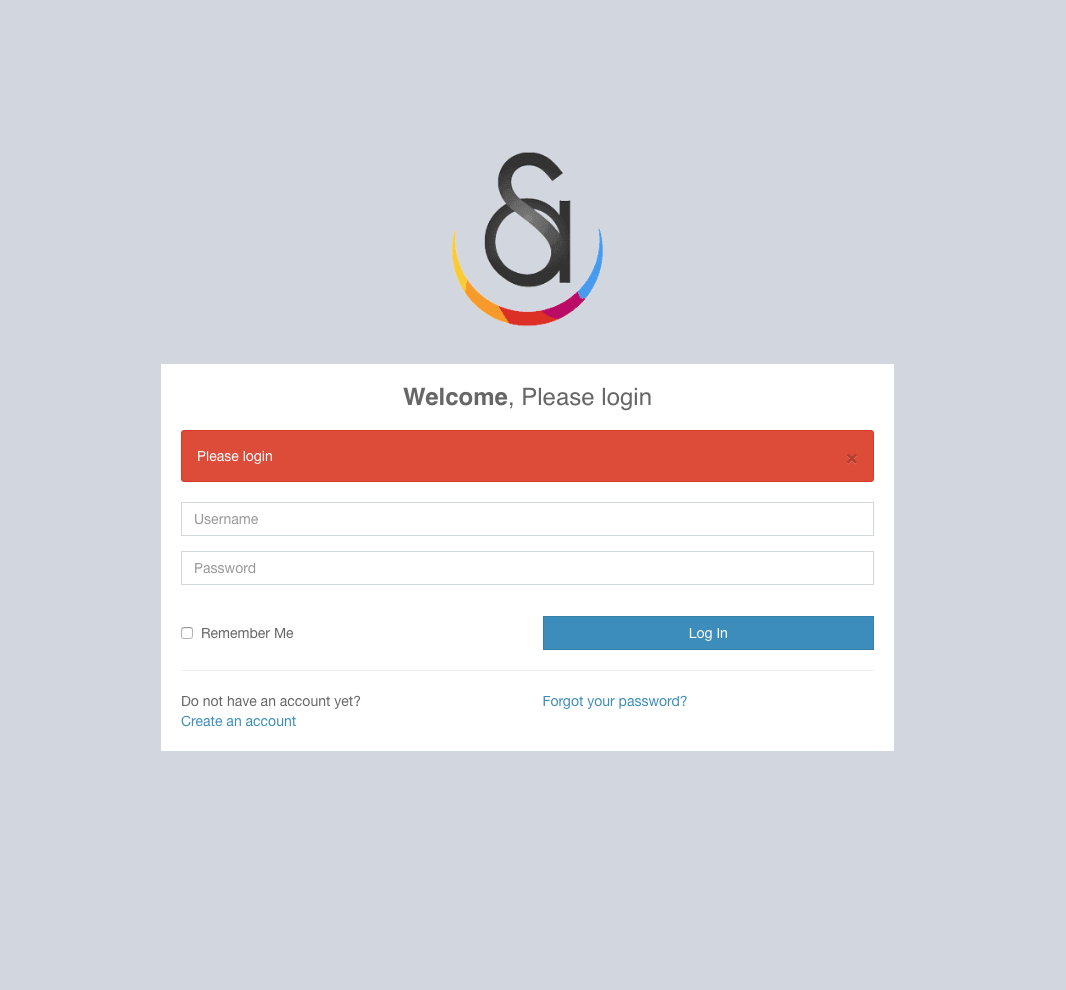 Welcome, Please login
Please login ×
Username
Password
Remember Me
Log In
Do not have an account yet?
Forgot your password?
Create an account